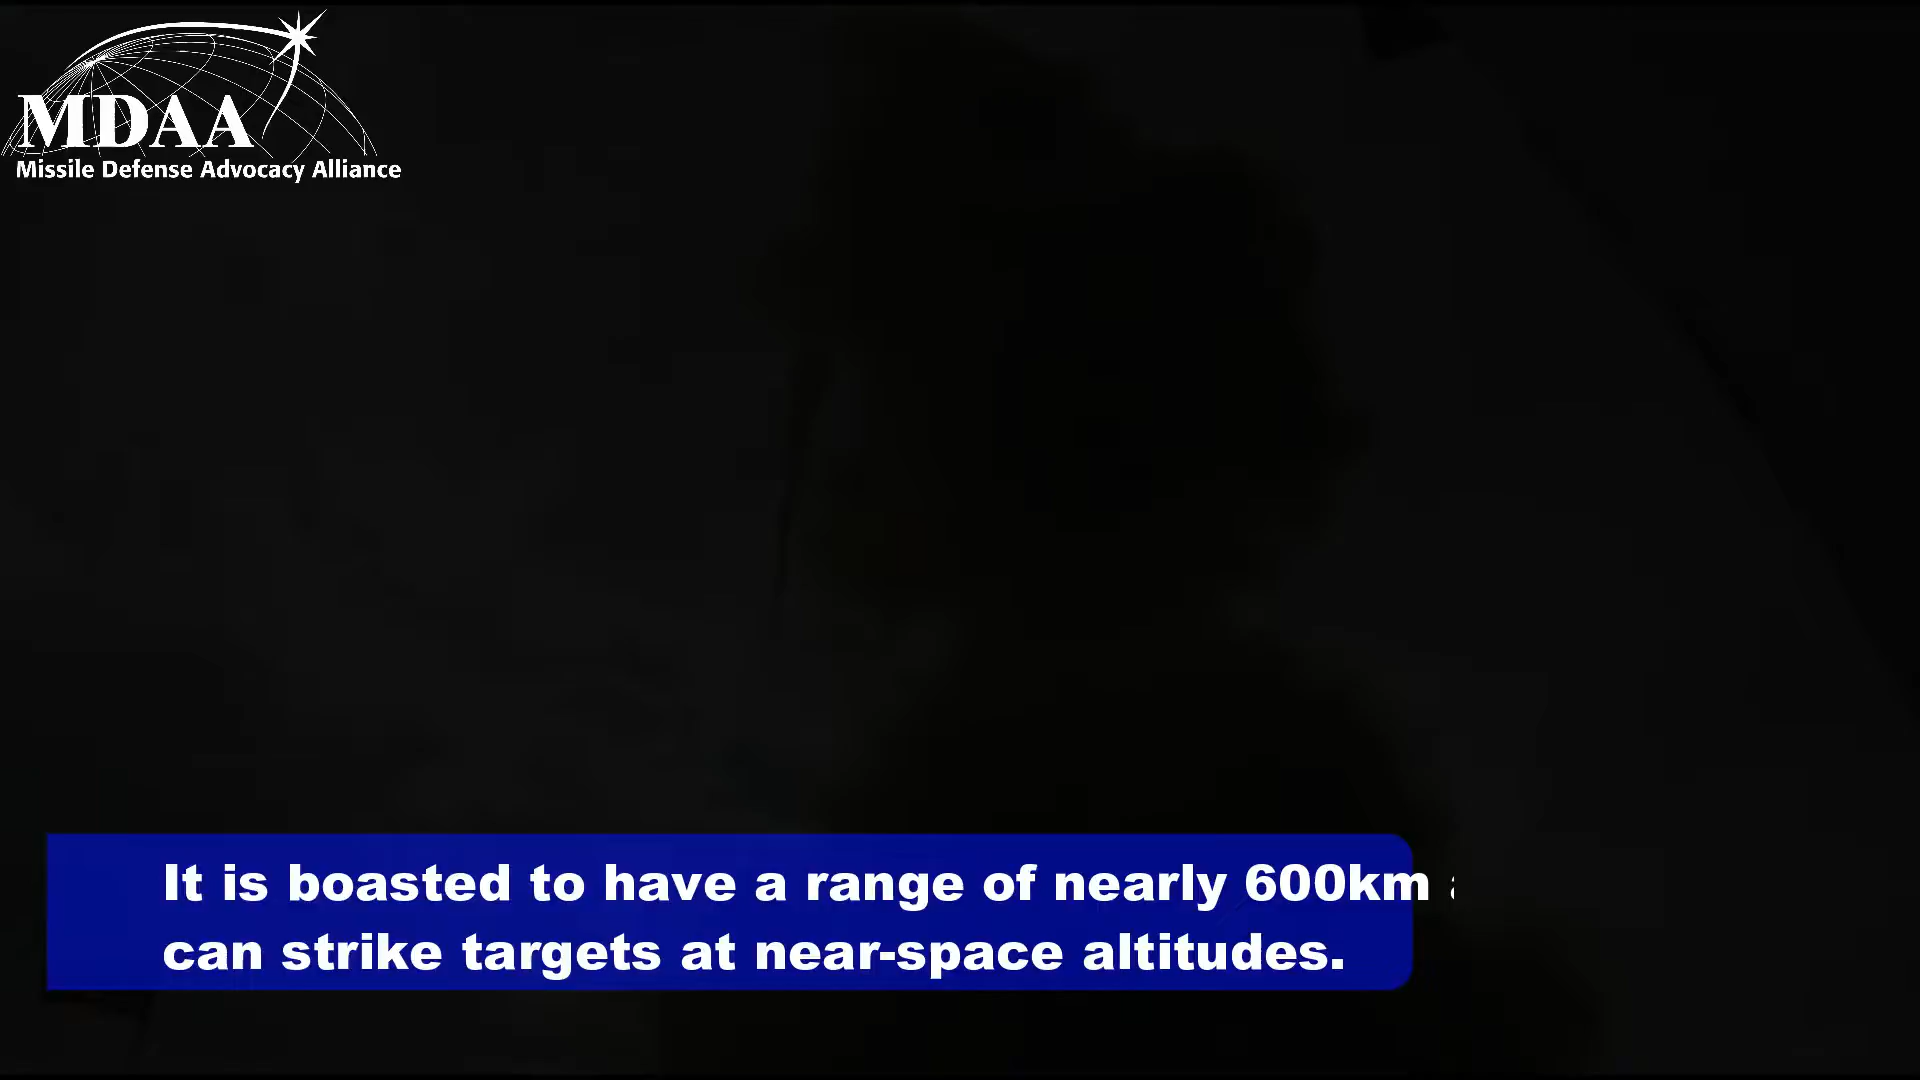 MDAA
Missile Defense Advocacy Alliance
It is boasted to have a range of nearly 600km
can strike targets at near-space altitudes.